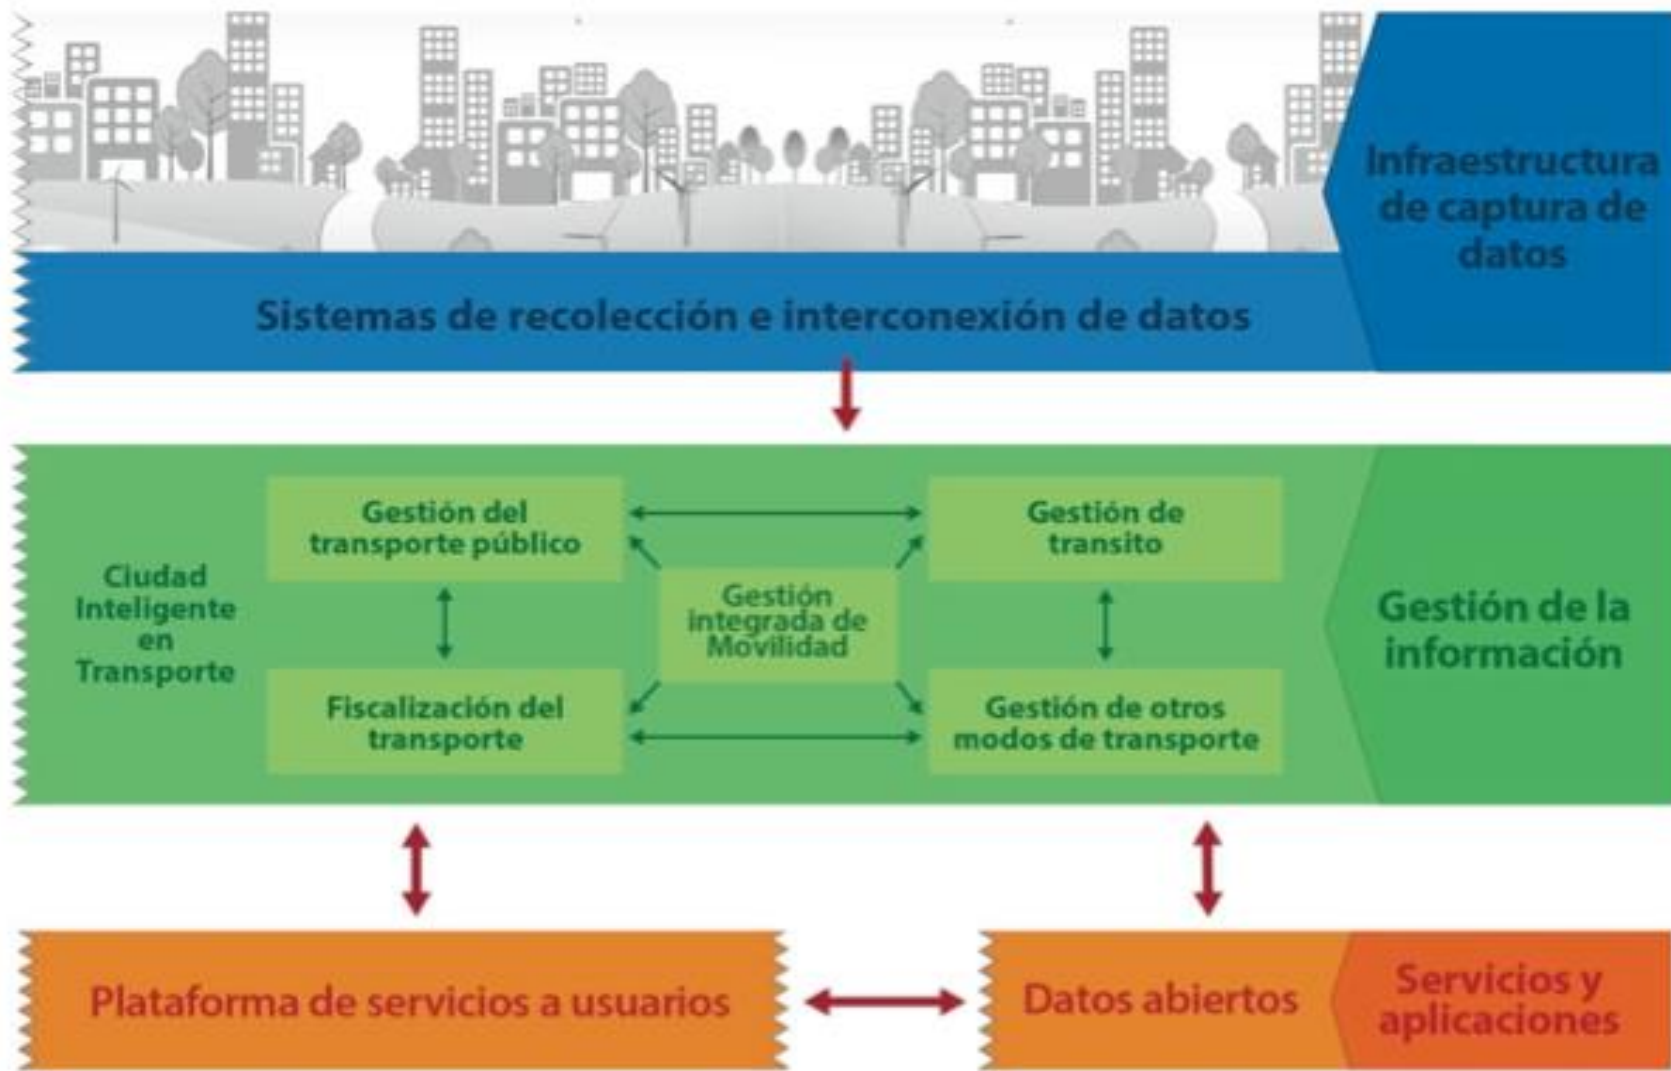 Infraestructura
de captura de
datos
Sistemas de recolección e interconexión de datos
Ciudad
Inteligente
en
Transporte
Gestión del
transporte público
Gestión de
transito
Gestión
integrada de
Movilidad
Fiscalización del
transporte
Gestión de otros
modos de transporte
Gestión de la
información
Plataforma de servicios a usuarios
Datos abiertos
Servicios y
aplicaciones